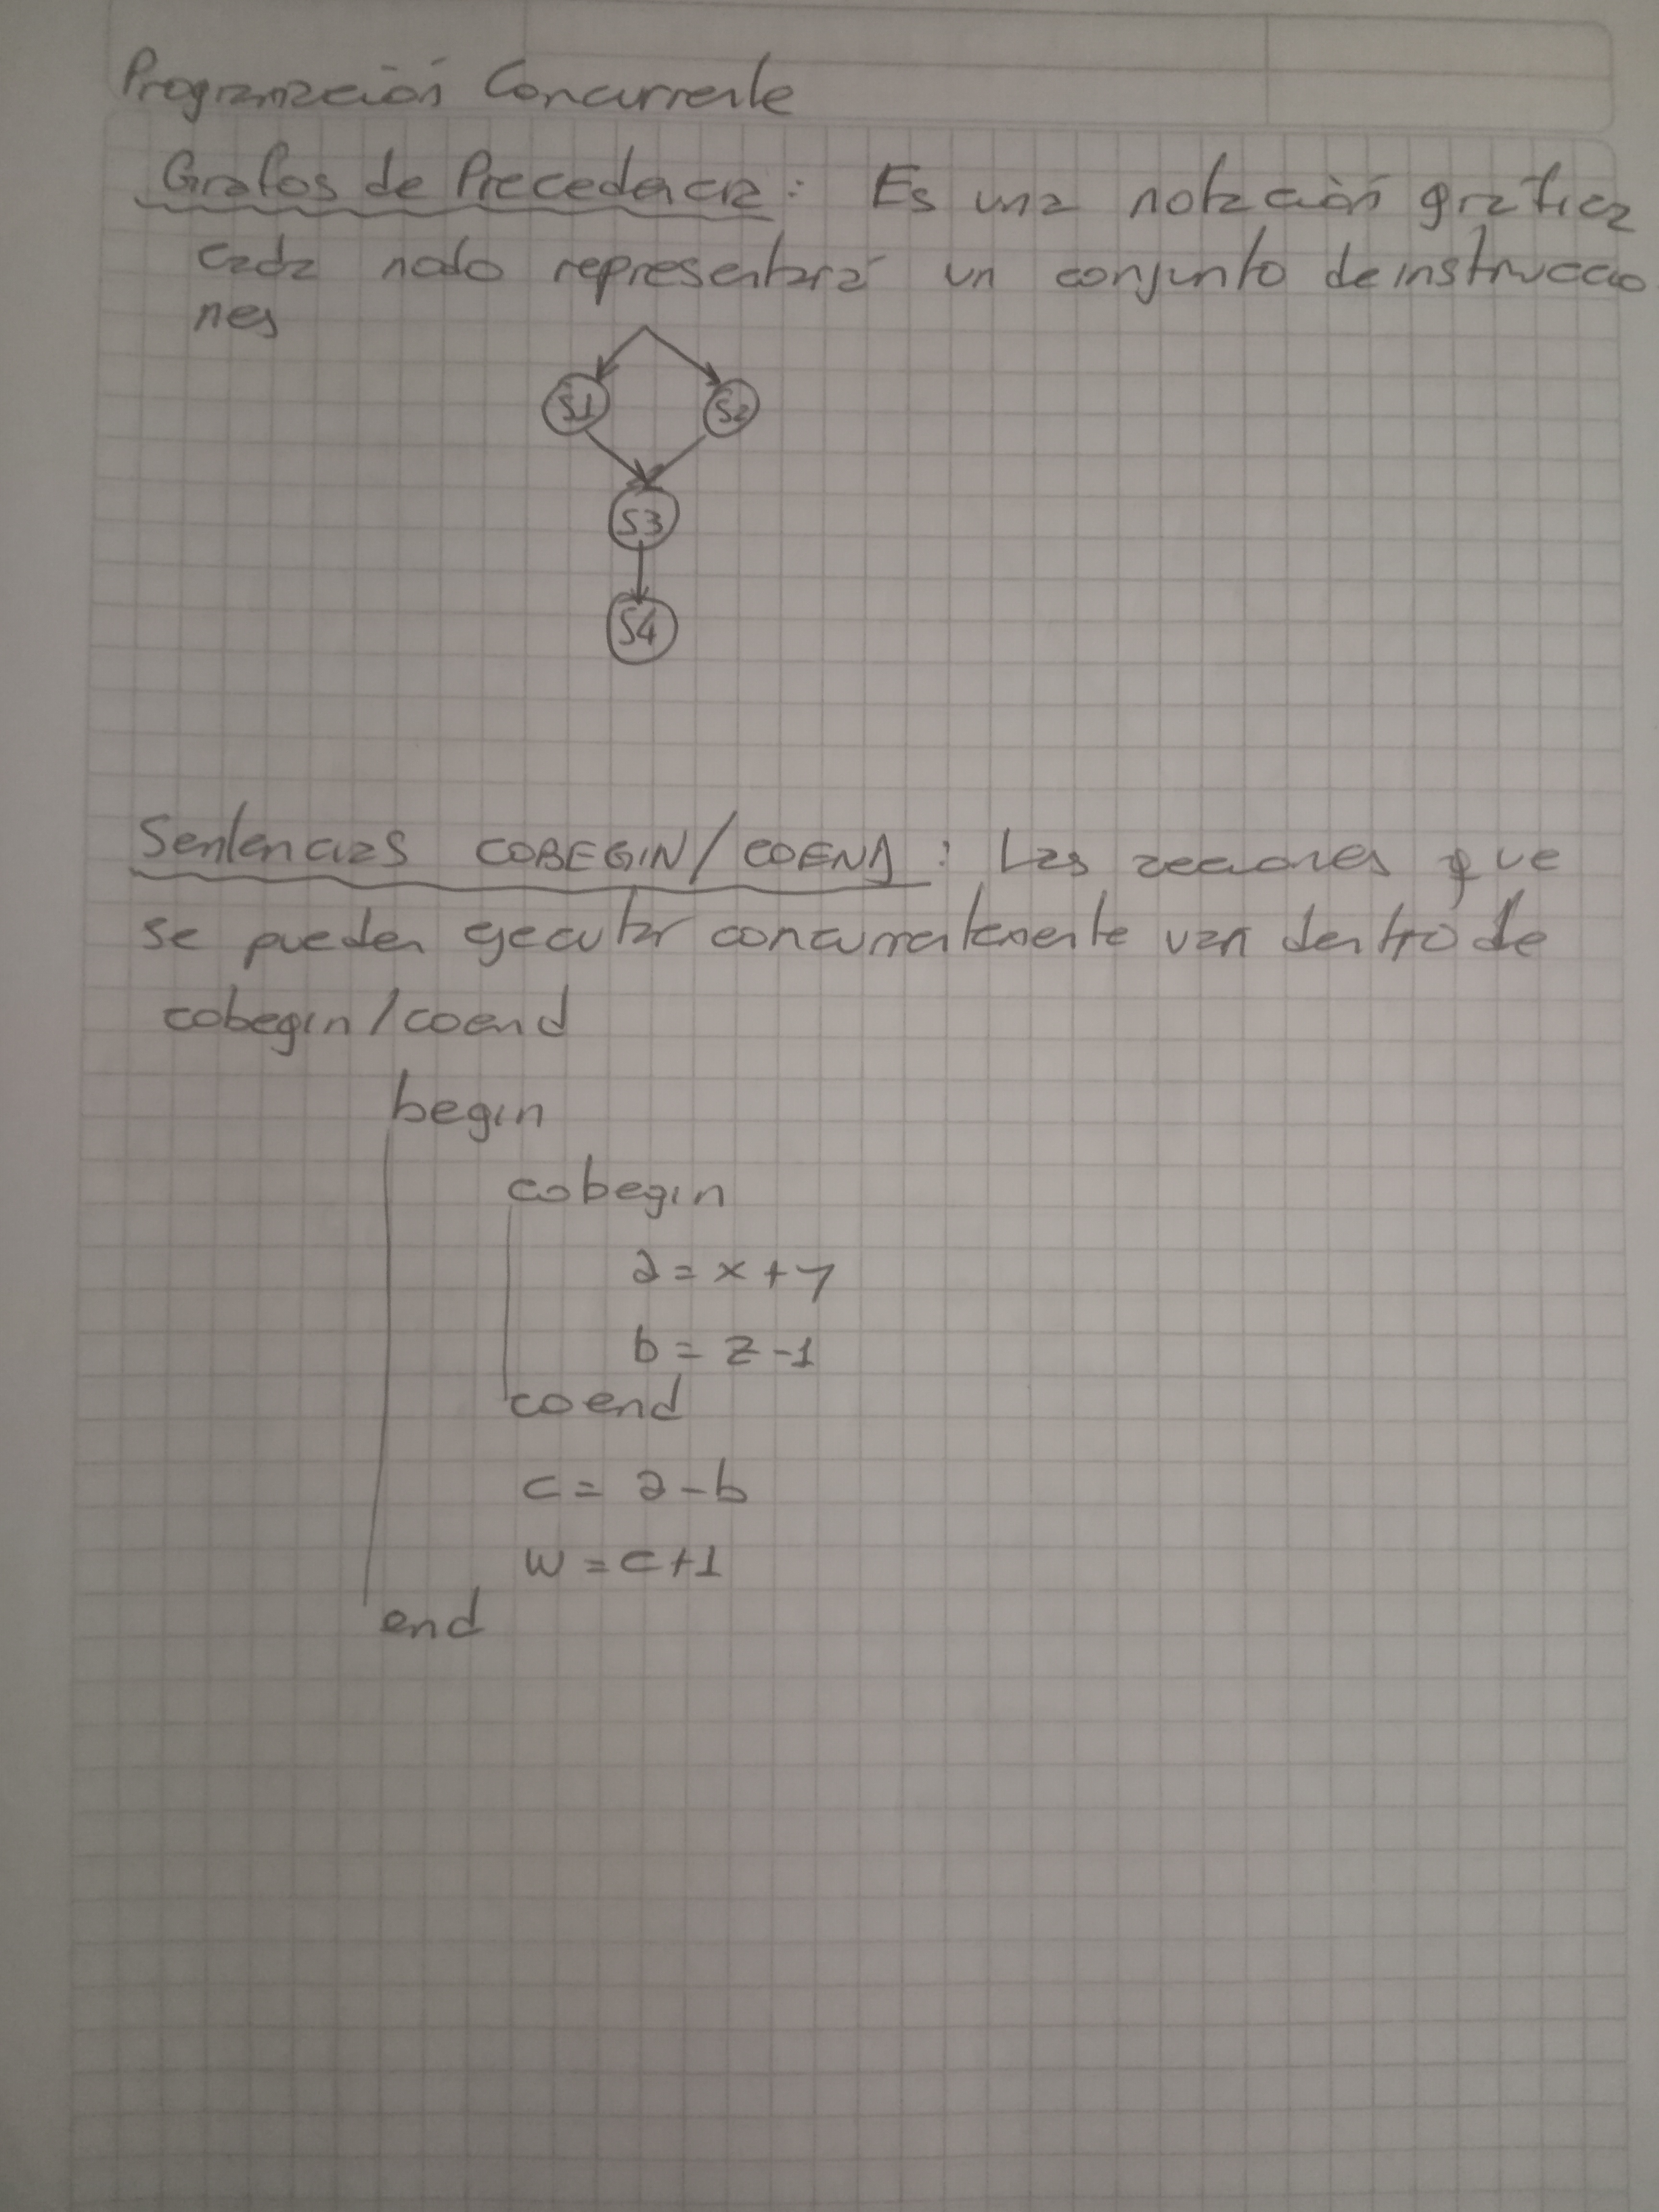 Programación Concurrente
Grafos de Precedencia: Es una notación gráfica
cada nodo representará un conjunto de instruccio
nes
S1 S2
S3
S4
Sentencias COBEGIN/COEND: Las acciones que
se pueden ejecutar concurrentemente van dentro de
cobegin/coend
begin
cobegin
a = x + y
b = z - 1
coend
c = a - b
w = c + 1
end